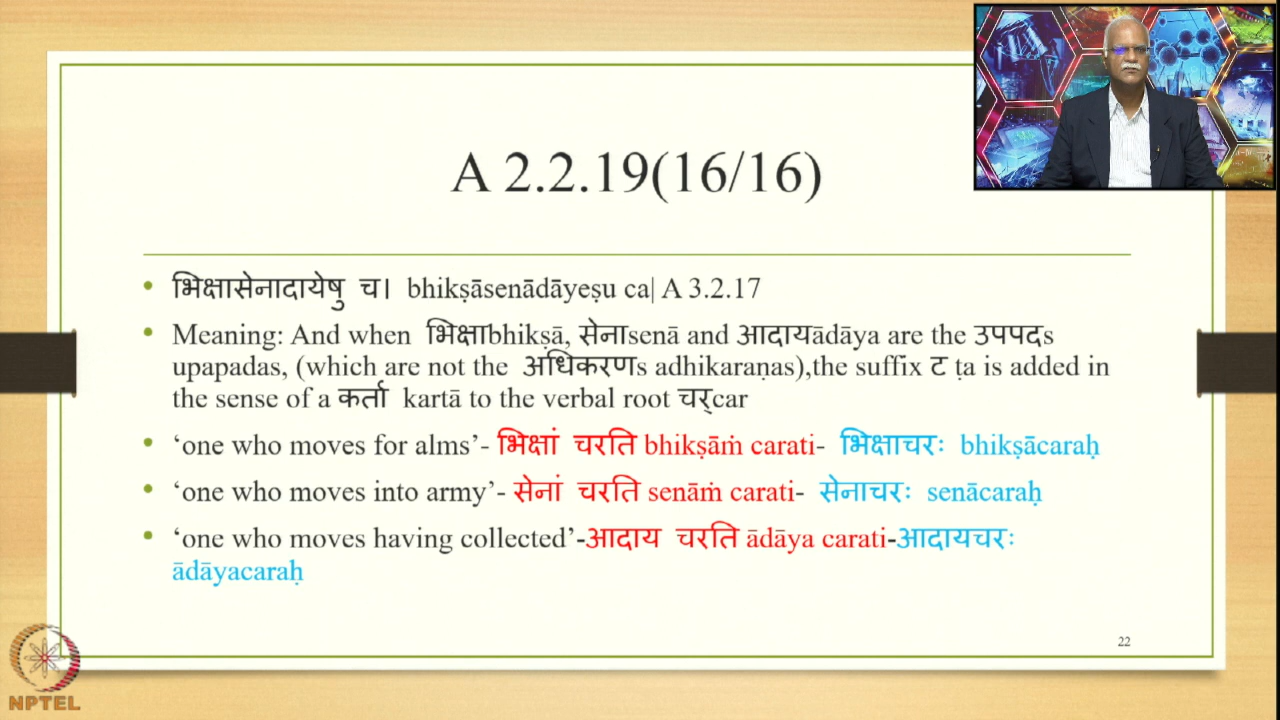 A 2.2.19(16/16)
• भिक्षासेनादायेषु च। bhikṣāsenādāyeṣu ca| A 3.2.17
• Meaning: And when भिक्षाbhikṣā, सेनाsenā and आदायādāya are the उपपदs
upapadas, (which are not the अधिकरणs adhikaraṇas),the suffix ट ṭa is added in
the sense of a कर्ता kartā to the verbal root चर्car
• ‘one who moves for alms’- भिक्षां चरति bhikṣāṁ carati- भिक्षाचरः bhikṣācaraḥ
• ‘one who moves into army’- सेनां चरति senāṁ carati- सेनाचरः senācaraḥ
• ‘one who moves having collected’-आदाय चरति ādāya carati-आदायचरः
ādāyacaraḥ
22
NPTEL